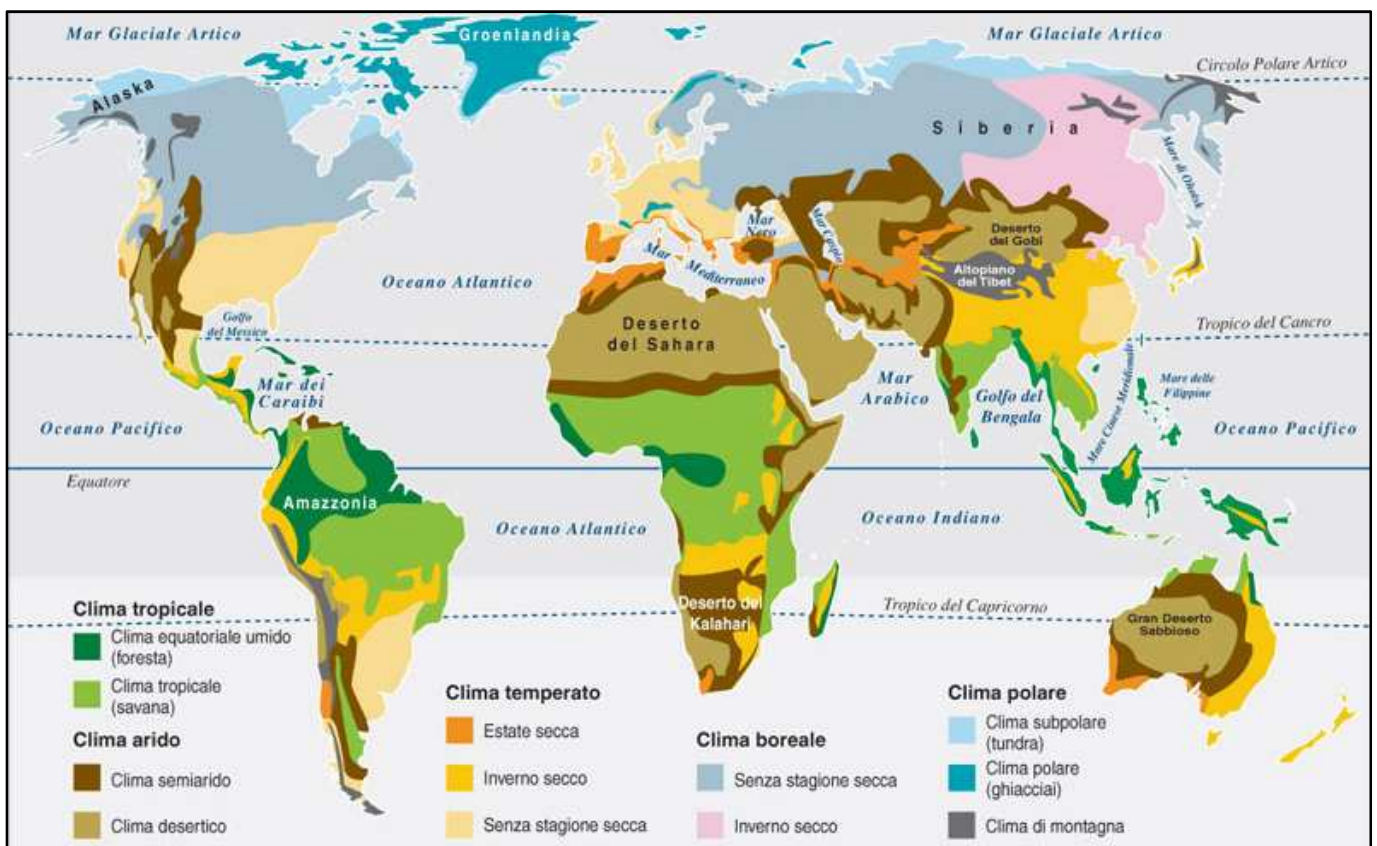 Mar Glaciale Artico
Groenlandia
Mar Glaciale Artico
Circolo Polare Artico
Alaska
Siberia
Mare di Ohotsk
Mar
Nero
Mar Caspio
Deserto
del Gobi
Altopiano
del Tibet
Oceano Atlantico
Mar Mediterraneo
Golfo
del Messico
Deserto
del Sahara
Tropico del Cancro
Mar dei
Caraibi
Mar
Arabico
Golfo del
Bengala
Mare Cinese Meridionale
Mare delle
Filippine
Oceano Pacifico
Oceano Pacifico
Equatore
Amazzonia
Oceano Atlantico
Oceano Indiano
Deserto del
Kalahari
Tropico del Capricorno
Gran Deserto
Sabbioso
Clima tropicale
Clima equatoriale umido
(foresta)
Clima tropicale
(savana)
Clima arido
Clima semiarido
Clima desertico
Clima temperato
Estate secca
Inverno secco
Senza stagione secca
Clima boreale
Senza stagione secca
Inverno secco
Clima polare
Clima subpolare
(tundra)
Clima polare
(ghiacciai)
Clima di montagna